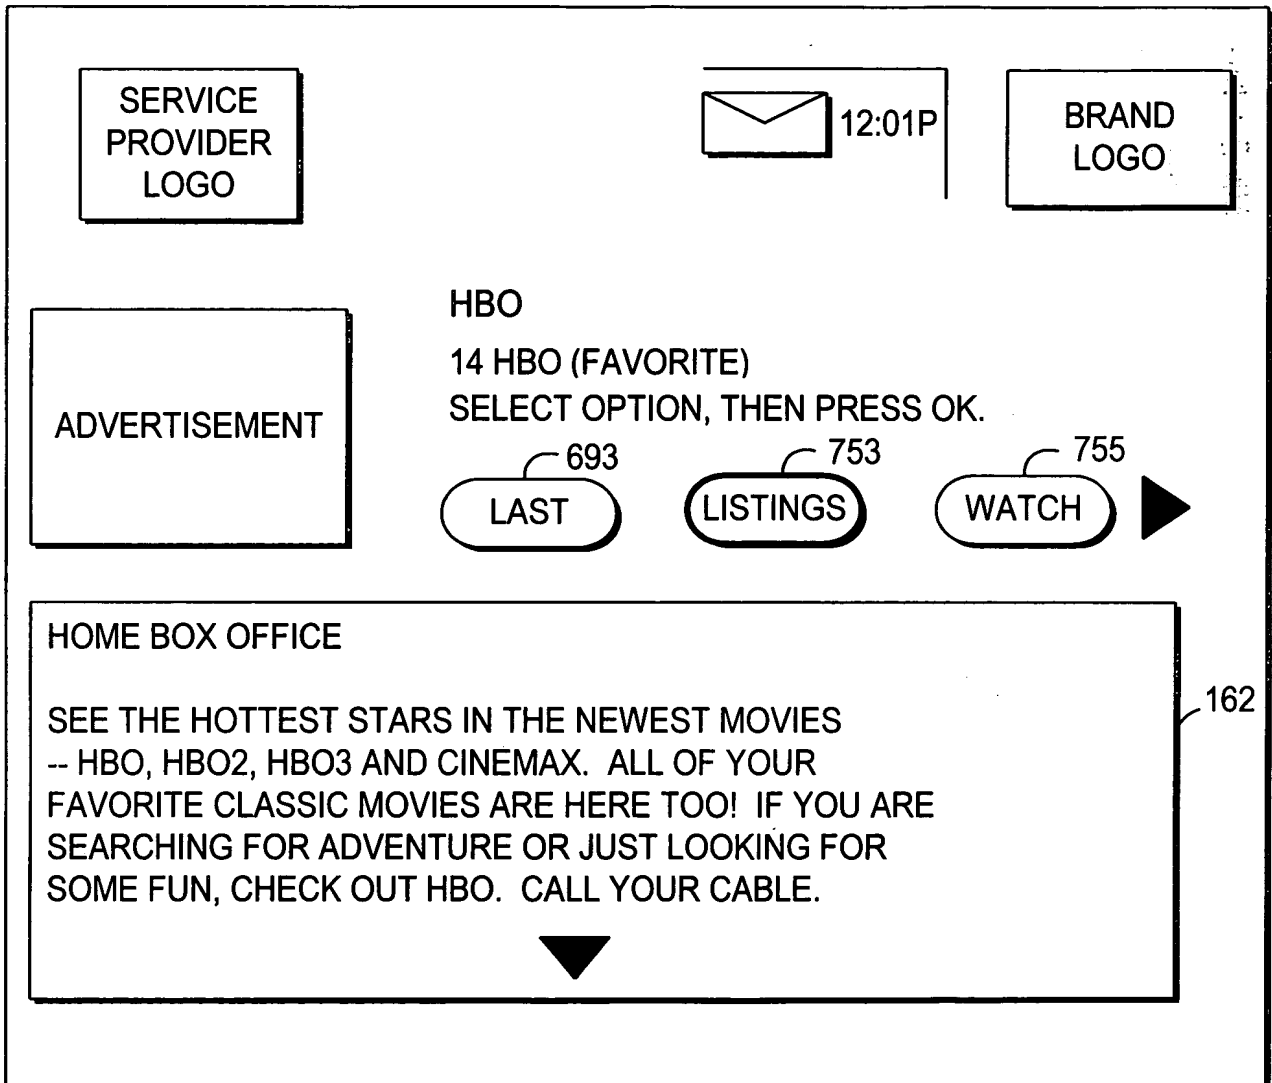 SERVICE
PROVIDER
LOGO
12:01P
BRAND
LOGO
ADVERTISEMENT
HBO
14 HBO (FAVORITE)
SELECT OPTION, THEN PRESS OK.
693
753
755
LAST
LISTINGS
WATCH
HOME BOX OFFICE
SEE THE HOTTEST STARS IN THE NEWEST MOVIES
-- HBO, HBO2, HBO3 AND CINEMAX. ALL OF YOUR
FAVORITE CLASSIC MOVIES ARE HERE TOO! IF YOU ARE
SEARCHING FOR ADVENTURE OR JUST LOOKING FOR
SOME FUN, CHECK OUT HBO. CALL YOUR CABLE.
162